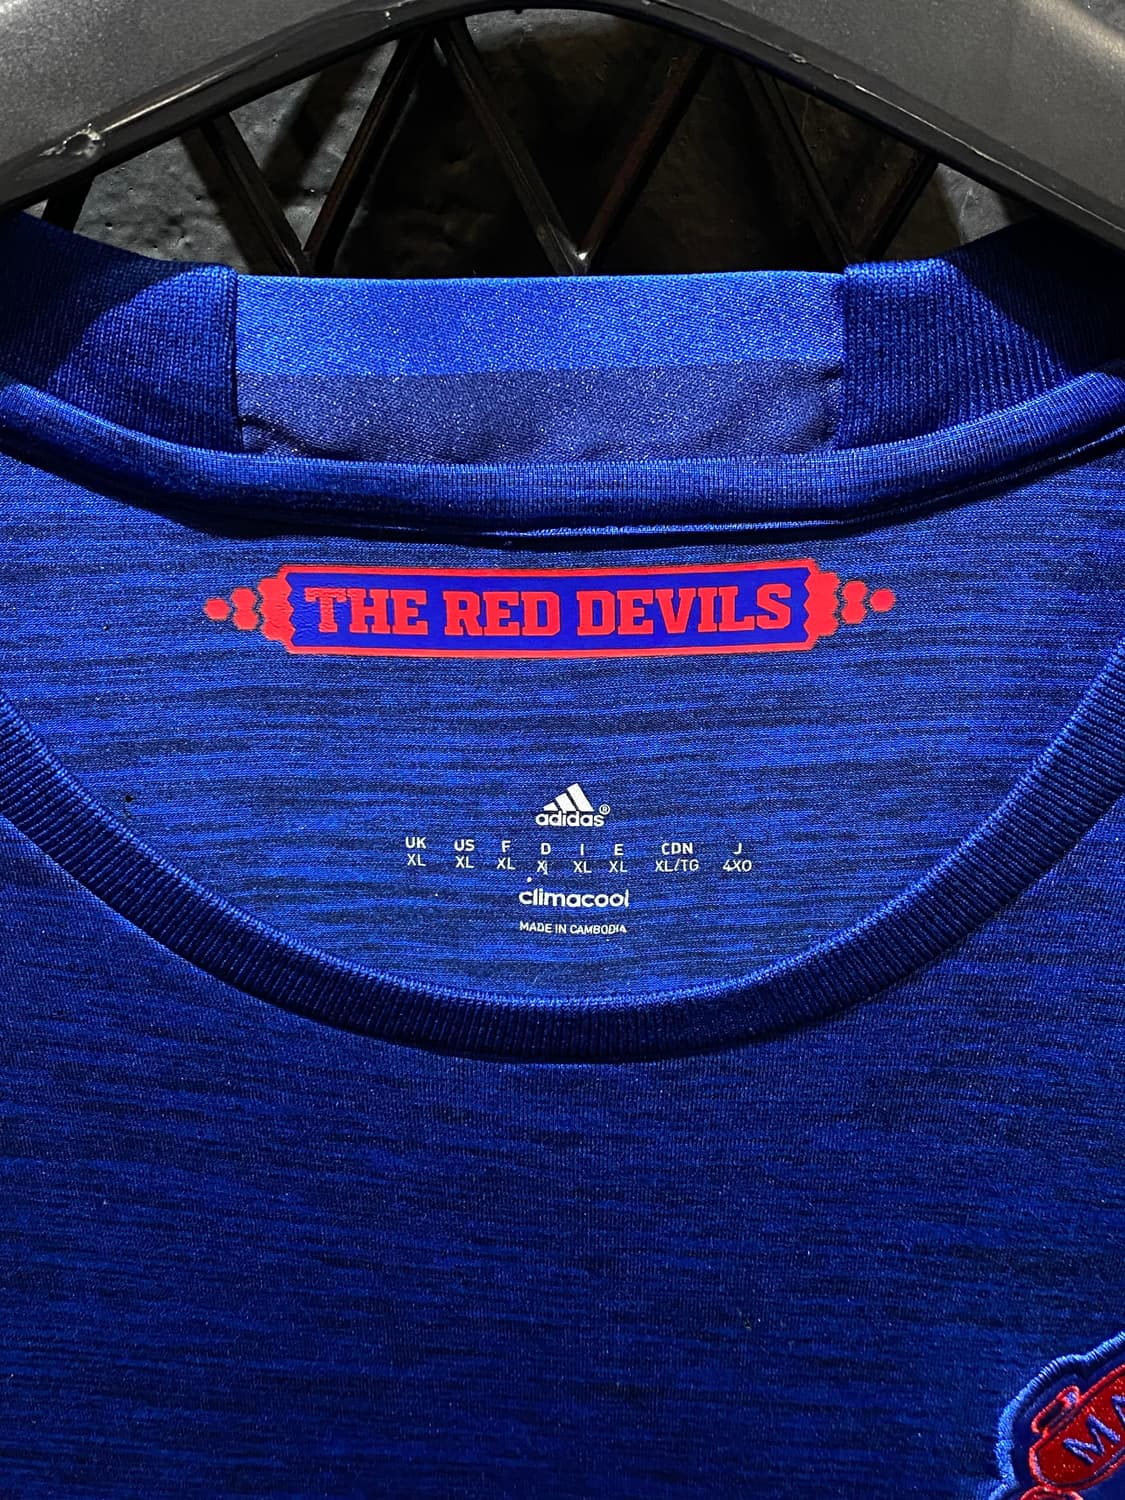 THE RED DEVILS
adidas®
UK US F D I E CDN J
XL XL XL XL XL XL XL/TG 4XO
climacool
MADE IN CAMBODIA
MA